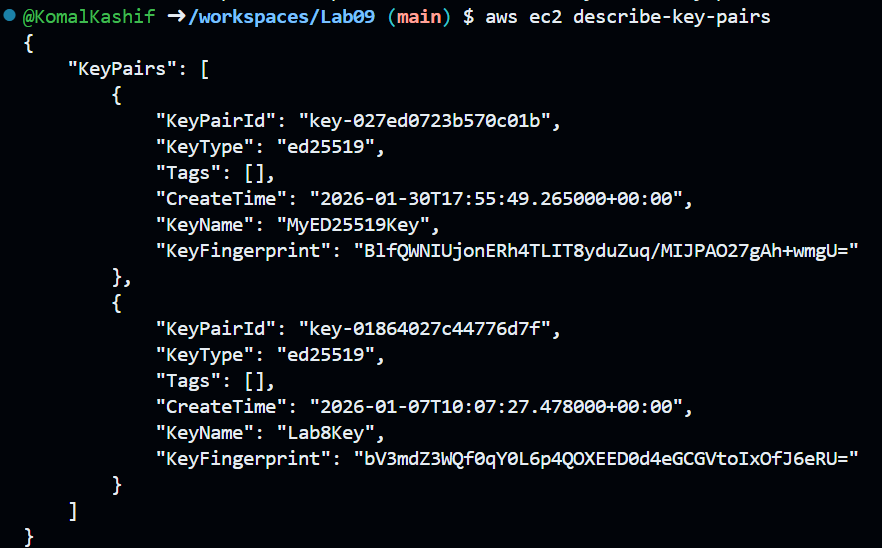 @KomalKashif ➜/workspaces/Lab09 (main) $ aws ec2 describe-key-pairs
{
    "KeyPairs": [
        {
            "KeyPairId": "key-027ed0723b570c01b",
            "KeyType": "ed25519",
            "Tags": [],
            "CreateTime": "2026-01-30T17:55:49.265000+00:00",
            "KeyName": "MyED25519Key",
            "KeyFingerprint": "BlfQWNIUjonERh4TLIT8yduZuq/MIJPAO27gAh+wmgU="
        },
        {
            "KeyPairId": "key-01864027c44776d7f",
            "KeyType": "ed25519",
            "Tags": [],
            "CreateTime": "2026-01-07T10:07:27.478000+00:00",
            "KeyName": "Lab8Key",
            "KeyFingerprint": "bV3mdZ3WQf0qY0L6p4QOXEED0d4eGCGVtoIxOfJ6eRU="
        }
    ]
}